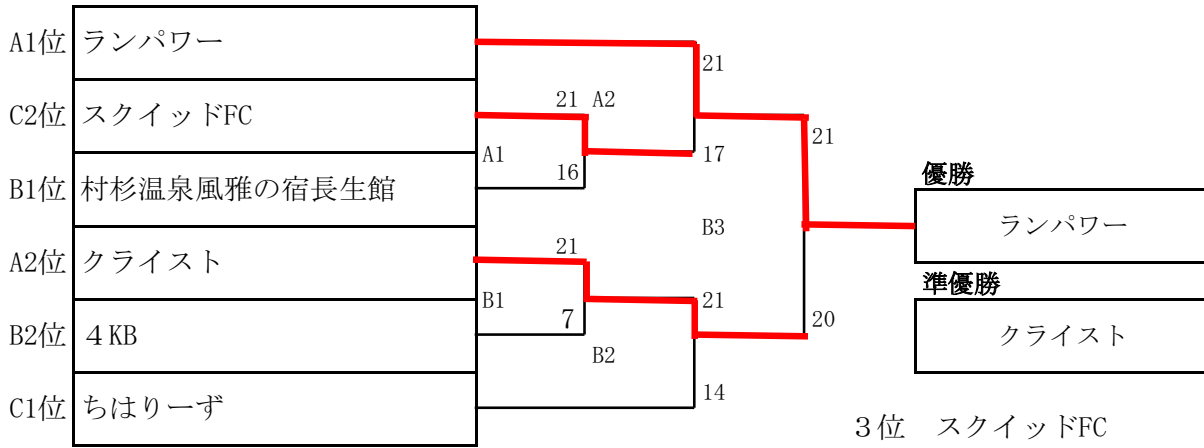 A1位 ランパワー
21
C2位 スクイッドFC
21 A2
21
A1
16
17
B1位 村杉温泉風雅の宿長生館
優勝
ランパワー
B3
A2位 クライスト
21
準優勝
B1
7
21
20
B2位 ４KB
クライスト
B2
14
C1位 ちはりーず
３位　スクイッドFC